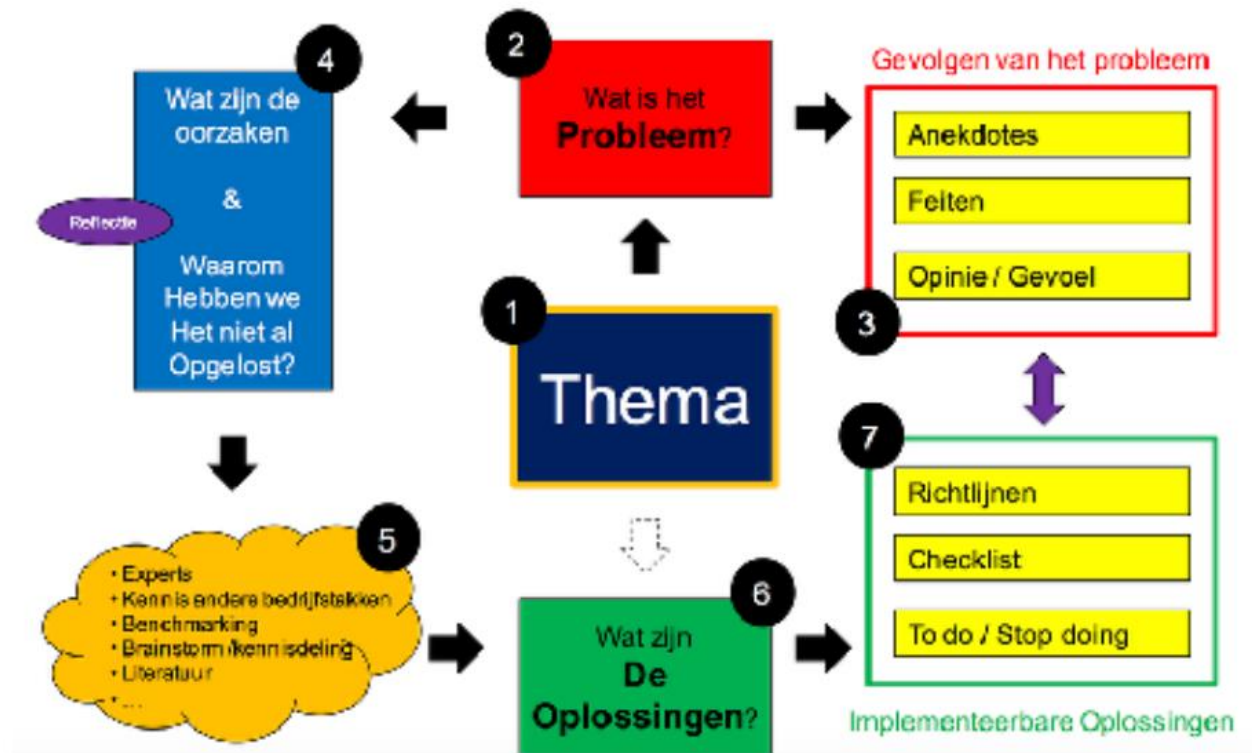 1
Thema
2
Wat is het
Probleem?
Gevolgen van het probleem
Anekdotes
Feiten
Opinie / Gevoel
3
4
Wat zijn de
oorzaken
&
Waarom
Hebben we
Het niet al
Opgelost?
Reflectie
5
• Experts
• Kennis andere bedrijfstakken
• Benchmarking
• Brainstorm /kennisdeling
• Literatuur
• ...
6
Wat zijn
De
Oplossingen?
7
Richtlijnen
Checklist
To do / Stop doing
Implementeerbare Oplossingen